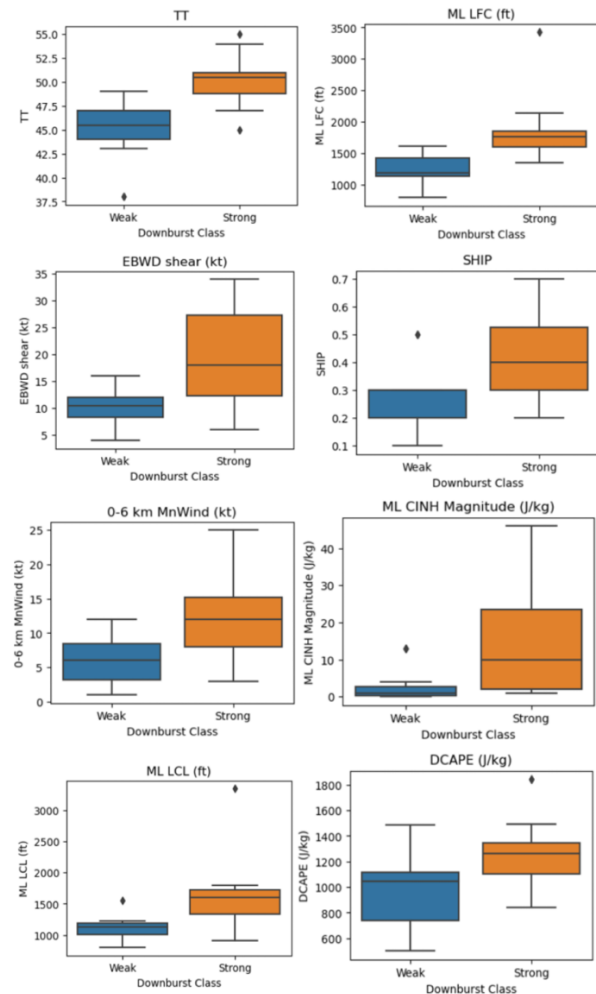 TT
55.0
52.5
50.0
47.5
45.0
42.5
40.0
37.5
TT
Weak Strong
Downburst Class
ML LFC (ft)
3500
3000
2500
2000
1500
1000
ML LFC (ft)
Weak Strong
Downburst Class
EBWD shear (kt)
35
30
25
20
15
10
5
EBWD shear (kt)
Weak Strong
Downburst Class
SHIP
0.7
0.6
0.5
0.4
0.3
0.2
0.1
SHIP
Weak Strong
Downburst Class
0-6 km MnWind (kt)
25
20
15
10
5
0
0-6 km MnWind (kt)
Weak Strong
Downburst Class
ML CINH Magnitude (J/kg)
40
30
20
10
0
ML CINH Magnitude (J/kg)
Weak Strong
Downburst Class
ML LCL (ft)
3000
2500
2000
1500
1000
ML LCL (ft)
Weak Strong
Downburst Class
DCAPE (J/kg)
1800
1600
1400
1200
1000
800
600
DCAPE (J/kg)
Weak Strong
Downburst Class